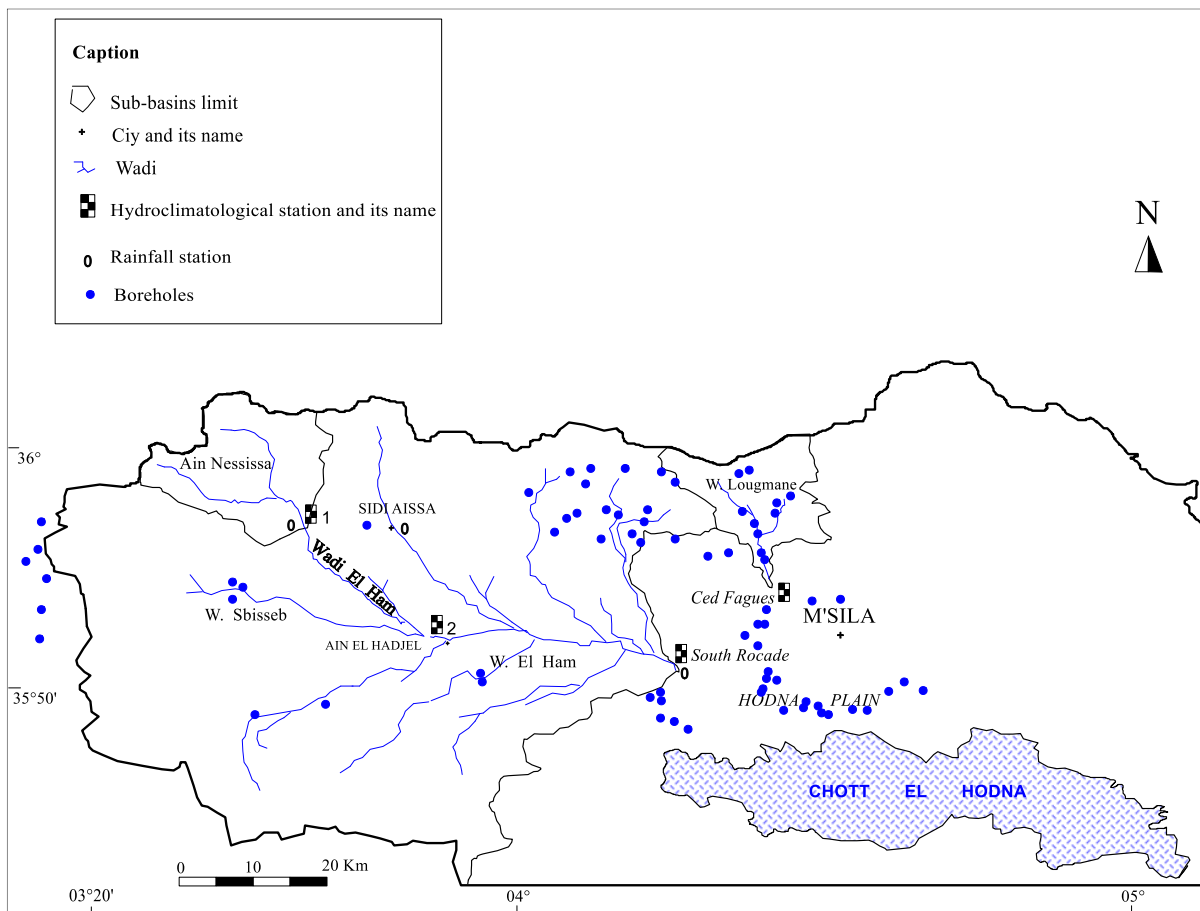 Caption
Sub-basins limit
Ciy and its name
Wadi
Hydroclimatological station and its name
0 Rainfall station
Boreholes
N
36°
Ain Nessissa
W. Lougmane
SIDI AISSA
0 1
0
Wadi El Ham
W. Sbisseb
Ced Fagues
M'SILA
2
AIN EL HADJEL
W. El Ham
South Rocade
0
35°50'
HODNA PLAIN
CHOTT EL HODNA
0 10 20 Km
03°20' 04° 05°